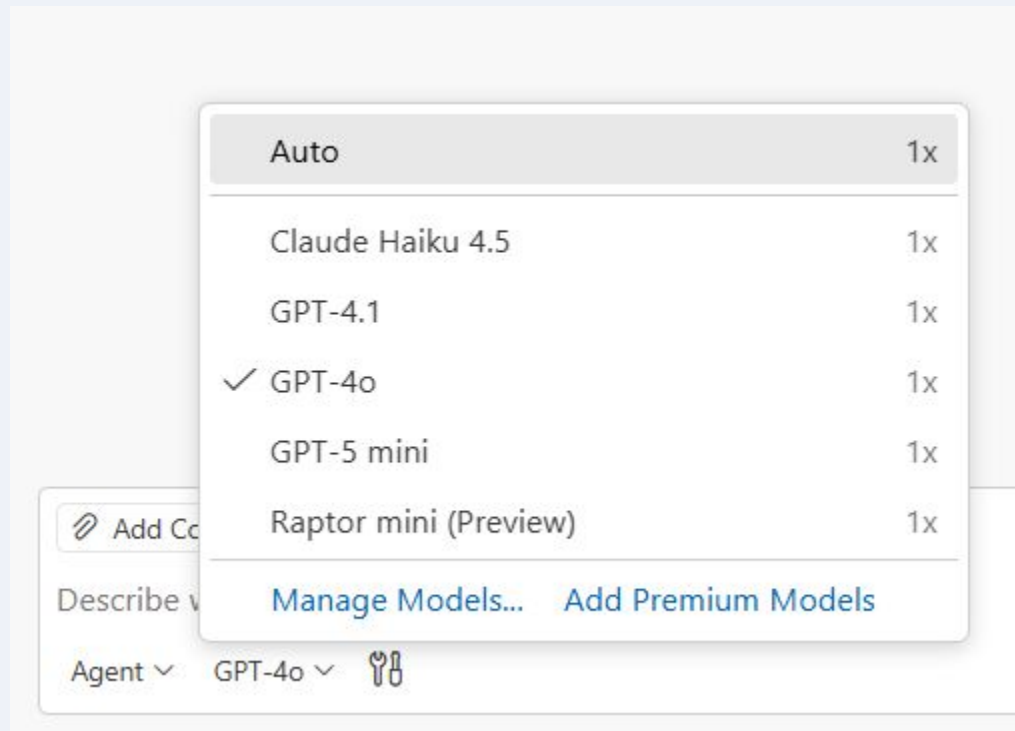 Auto 1x
Claude Haiku 4.5 1x
GPT-4.1 1x
GPT-4o 1x
GPT-5 mini 1x
Raptor mini (Preview) 1x
Manage Models... Add Premium Models
Add
Describe
Agent GPT-4o